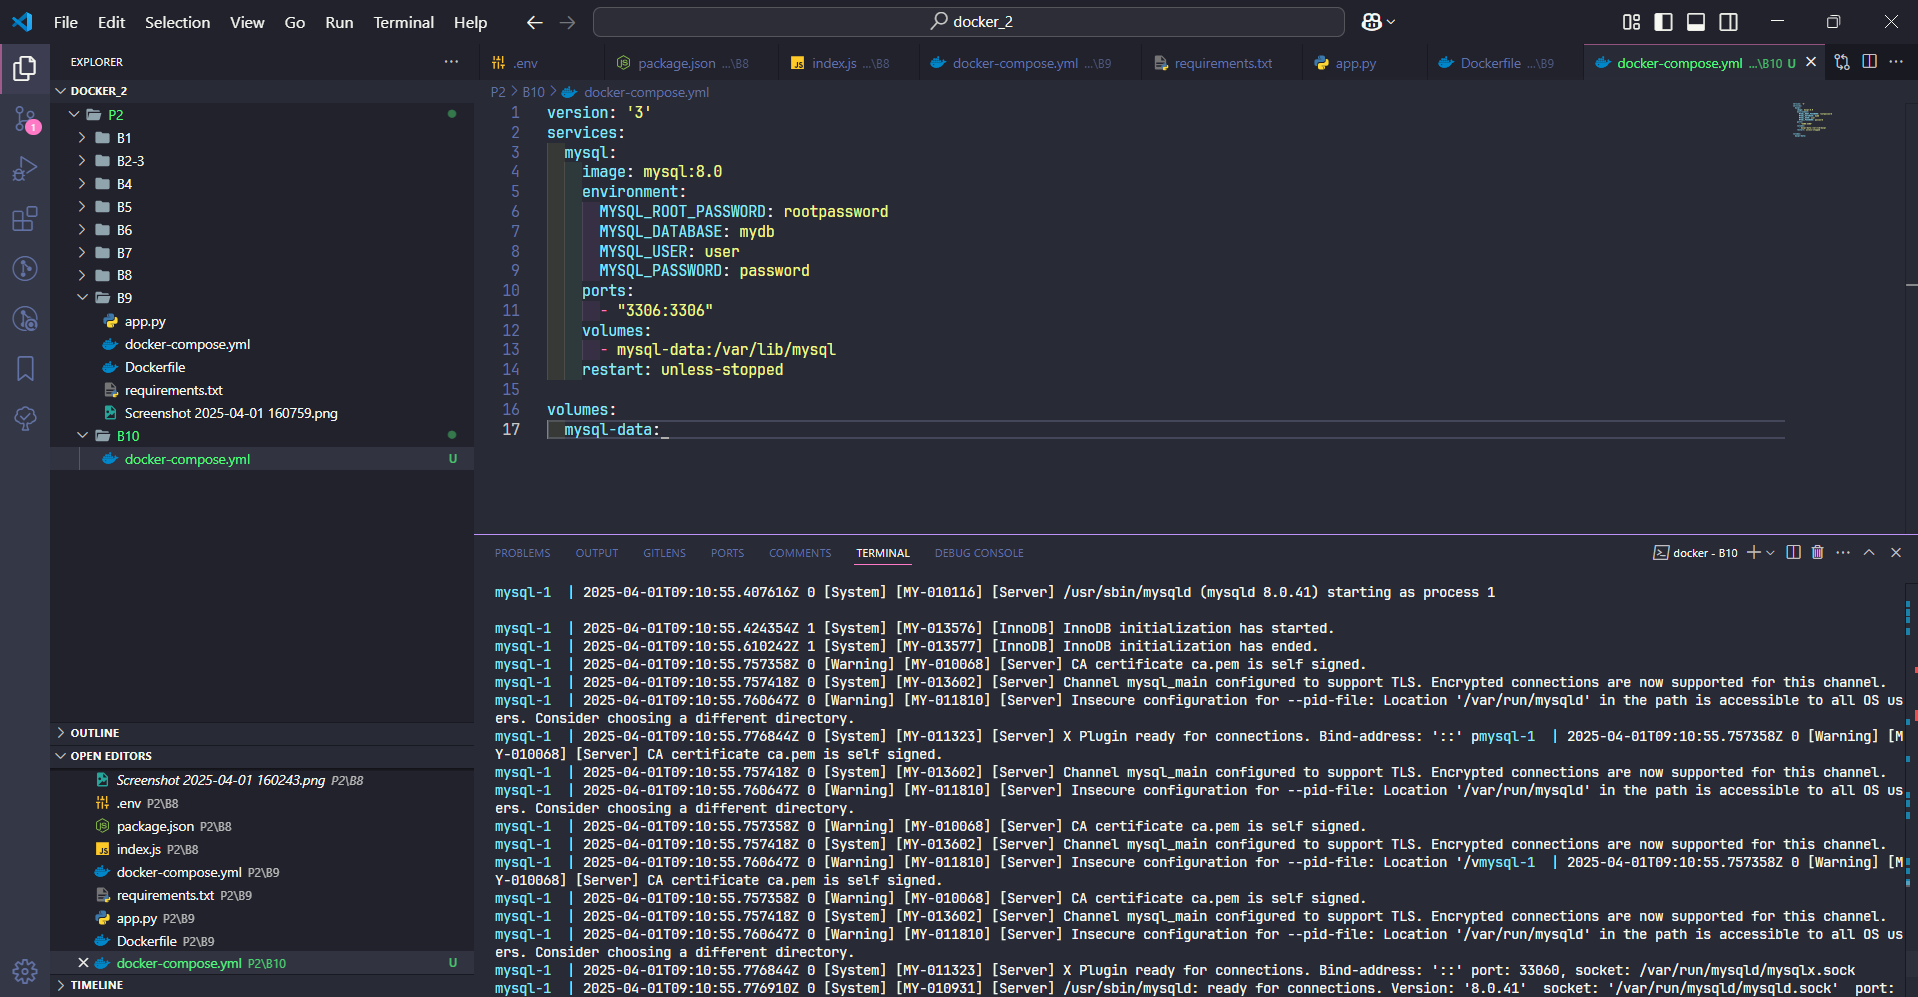 File Edit Selection View Go Run Terminal Help
docker_2
EXPLORER
DOCKER_2
P2
B1
B2-3
B4
B5
B6
B7
B8
B9
app.py
docker-compose.yml
Dockerfile
requirements.txt
Screenshot 2025-04-01 160759.png
B10
docker-compose.yml U
1
OUTLINE
OPEN EDITORS
Screenshot 2025-04-01 160243.png P2\B8
.env P2\B8
package.json P2\B8
index.js P2\B8
docker-compose.yml P2\B9
requirements.txt P2\B9
app.py P2\B9
Dockerfile P2\B9
docker-compose.yml P2\B10 U
TIMELINE
.env package.json ...\B8 index.js ...\B8 docker-compose.yml ...\B9 requirements.txt app.py Dockerfile ...\B9 docker-compose.yml ...\B10 U
P2 > B10 > docker-compose.yml
1 version: '3'
2 services:
3 mysql:
4 image: mysql:8.0
5 environment:
6 MYSQL_ROOT_PASSWORD: rootpassword
7 MYSQL_DATABASE: mydb
8 MYSQL_USER: user
9 MYSQL_PASSWORD: password
10 ports:
11 - "3306:3306"
12 volumes:
13 - mysql-data:/var/lib/mysql
14 restart: unless-stopped
15
16 volumes:
17 mysql-data:
PROBLEMS OUTPUT GITLENS PORTS COMMENTS TERMINAL DEBUG CONSOLE
docker - B10
mysql-1 | 2025-04-01T09:10:55.407616Z 0 [System] [MY-010116] [Server] /usr/sbin/mysqld (mysqld 8.0.41) starting as process 1
mysql-1 | 2025-04-01T09:10:55.424354Z 1 [System] [MY-013576] [InnoDB] InnoDB initialization has started.
mysql-1 | 2025-04-01T09:10:55.610242Z 1 [System] [MY-013577] [InnoDB] InnoDB initialization has ended.
mysql-1 | 2025-04-01T09:10:55.757358Z 0 [Warning] [MY-010068] [Server] CA certificate ca.pem is self signed.
mysql-1 | 2025-04-01T09:10:55.757418Z 0 [System] [MY-013602] [Server] Channel mysql_main configured to support TLS. Encrypted connections are now supported for this channel.
mysql-1 | 2025-04-01T09:10:55.760647Z 0 [Warning] [MY-011810] [Server] Insecure configuration for --pid-file: Location '/var/run/mysqld' in the path is accessible to all OS us
ers. Consider choosing a different directory.
mysql-1 | 2025-04-01T09:10:55.776844Z 0 [System] [MY-011323] [Server] X Plugin ready for connections. Bind-address: '::' pmysql-1 | 2025-04-01T09:10:55.757358Z 0 [Warning] [M
Y-010068] [Server] CA certificate ca.pem is self signed.
mysql-1 | 2025-04-01T09:10:55.757418Z 0 [System] [MY-013602] [Server] Channel mysql_main configured to support TLS. Encrypted connections are now supported for this channel.
mysql-1 | 2025-04-01T09:10:55.760647Z 0 [Warning] [MY-011810] [Server] Insecure configuration for --pid-file: Location '/var/run/mysqld' in the path is accessible to all OS us
ers. Consider choosing a different directory.
mysql-1 | 2025-04-01T09:10:55.757358Z 0 [Warning] [MY-010068] [Server] CA certificate ca.pem is self signed.
mysql-1 | 2025-04-01T09:10:55.757418Z 0 [System] [MY-013602] [Server] Channel mysql_main configured to support TLS. Encrypted connections are now supported for this channel.
mysql-1 | 2025-04-01T09:10:55.760647Z 0 [Warning] [MY-011810] [Server] Insecure configuration for --pid-file: Location '/vmysql-1 | 2025-04-01T09:10:55.757358Z 0 [Warning] [M
Y-010068] [Server] CA certificate ca.pem is self signed.
mysql-1 | 2025-04-01T09:10:55.757358Z 0 [Warning] [MY-010068] [Server] CA certificate ca.pem is self signed.
mysql-1 | 2025-04-01T09:10:55.757418Z 0 [System] [MY-013602] [Server] Channel mysql_main configured to support TLS. Encrypted connections are now supported for this channel.
mysql-1 | 2025-04-01T09:10:55.760647Z 0 [Warning] [MY-011810] [Server] Insecure configuration for --pid-file: Location '/var/run/mysqld' in the path is accessible to all OS us
ers. Consider choosing a different directory.
mysql-1 | 2025-04-01T09:10:55.776844Z 0 [System] [MY-011323] [Server] X Plugin ready for connections. Bind-address: '::' port: 33060, socket: /var/run/mysqld/mysqlx.sock
mysql-1 | 2025-04-01T09:10:55.776910Z 0 [System] [MY-010931] [Server] /usr/sbin/mysqld: ready for connections. Version: '8.0.41' socket: '/var/run/mysqld/mysqld.sock' port: